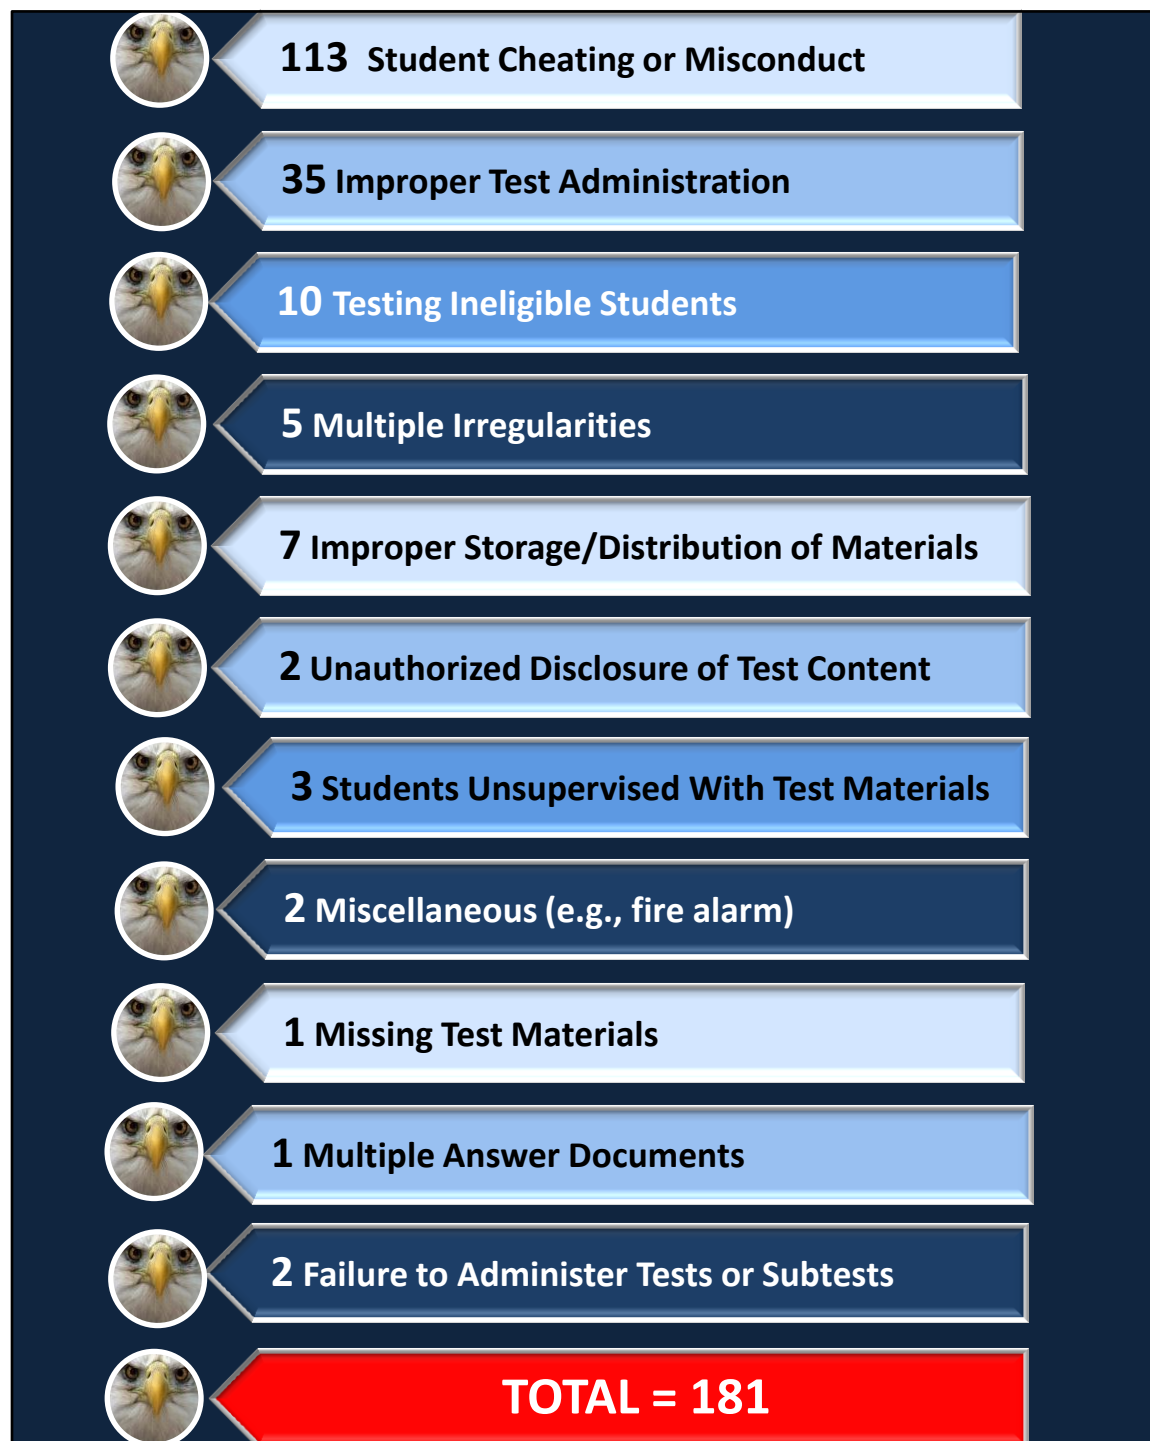 113 Student Cheating or Misconduct
35 Improper Test Administration
10 Testing Ineligible Students
5 Multiple Irregularities
7 Improper Storage/Distribution of Materials
2 Unauthorized Disclosure of Test Content
3 Students Unsupervised With Test Materials
2 Miscellaneous (e.g., fire alarm)
1 Missing Test Materials
1 Multiple Answer Documents
2 Failure to Administer Tests or Subtests
TOTAL = 181